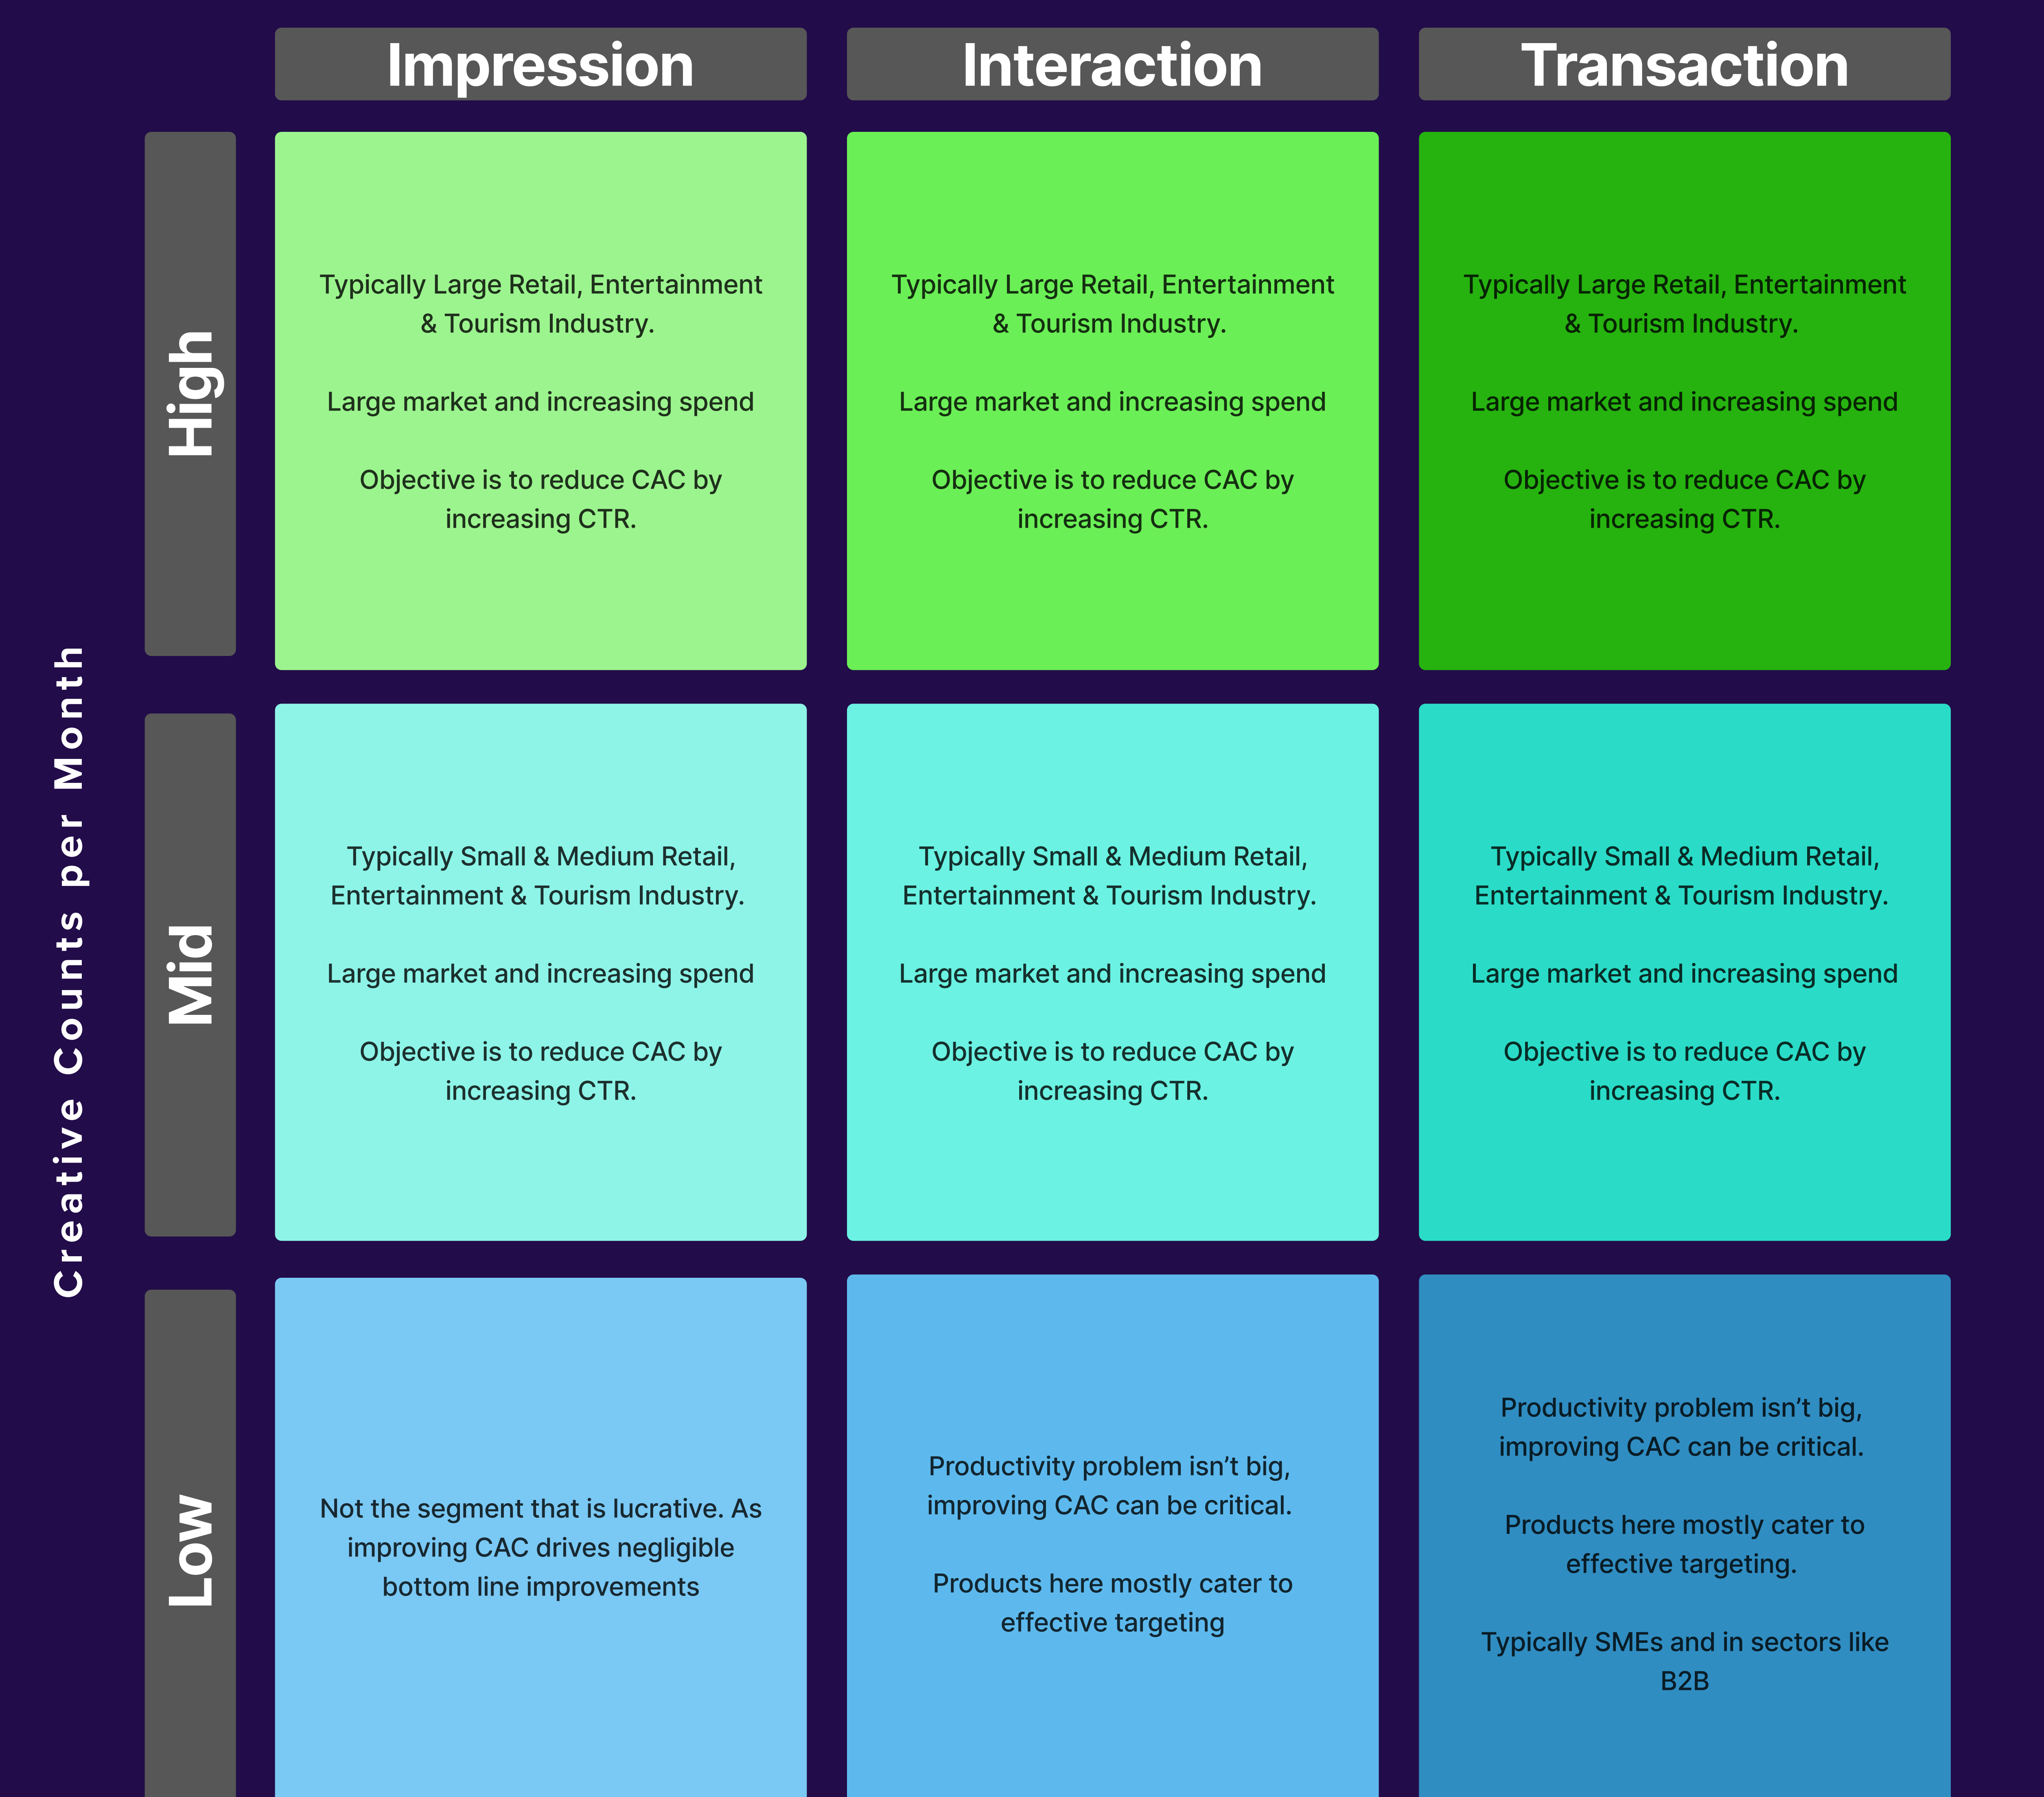 Impression
Interaction
Transaction
Creative Counts per Month
High
Typically Large Retail, Entertainment
& Tourism Industry.
Large market and increasing spend
Objective is to reduce CAC by
increasing CTR.
Typically Large Retail, Entertainment
& Tourism Industry.
Large market and increasing spend
Objective is to reduce CAC by
increasing CTR.
Typically Large Retail, Entertainment
& Tourism Industry.
Large market and increasing spend
Objective is to reduce CAC by
increasing CTR.
Mid
Typically Small & Medium Retail,
Entertainment & Tourism Industry.
Large market and increasing spend
Objective is to reduce CAC by
increasing CTR.
Typically Small & Medium Retail,
Entertainment & Tourism Industry.
Large market and increasing spend
Objective is to reduce CAC by
increasing CTR.
Typically Small & Medium Retail,
Entertainment & Tourism Industry.
Large market and increasing spend
Objective is to reduce CAC by
increasing CTR.
Low
Not the segment that is lucrative. As
improving CAC drives negligible
bottom line improvements
Productivity problem isn’t big,
improving CAC can be critical.
Products here mostly cater to
effective targeting
Productivity problem isn’t big,
improving CAC can be critical.
Products here mostly cater to
effective targeting.
Typically SMEs and in sectors like
B2B